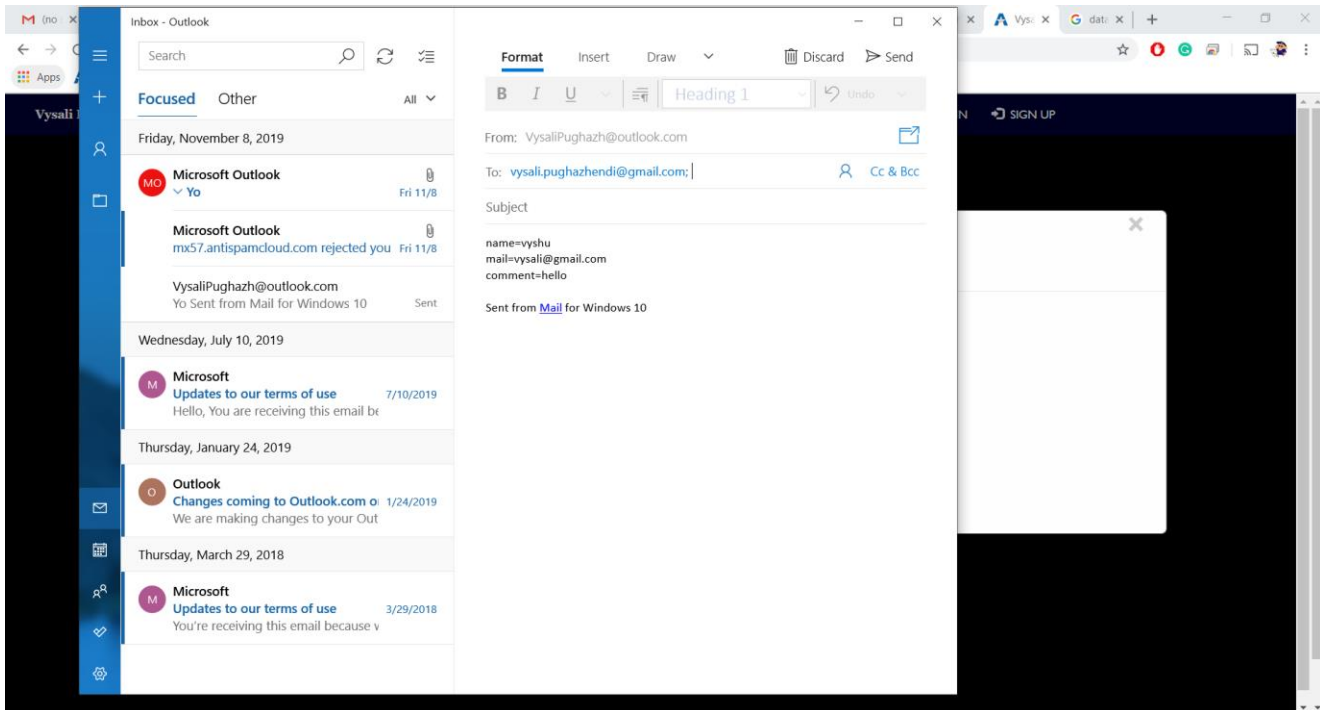 (no
Inbox - Outlook
Vysa
data
Apps
Search
Format Insert Draw
Discard Send
Focused Other All
B I U Heading 1 Undo
Vysali
SIGN UP
Friday, November 8, 2019
From: VysaliPughazh@outlook.com
MO
Microsoft Outlook
Yo Fri 11/8
To: vysali.pughazhendi@gmail.com; Cc & Bcc
Subject
Microsoft Outlook
mx57.antispamcloud.com rejected you Fri 11/8
VysaliPughazh@outlook.com
Yo Sent from Mail for Windows 10 Sent
name=vyshu
mail=vysali@gmail.com
comment=hello
Sent from Mail for Windows 10
Wednesday, July 10, 2019
M
Microsoft
Updates to our terms of use 7/10/2019
Hello, You are receiving this email be
Thursday, January 24, 2019
O
Outlook
Changes coming to Outlook.com o 1/24/2019
We are making changes to your Out
Thursday, March 29, 2018
M
Microsoft
Updates to our terms of use 3/29/2018
You're receiving this email because v